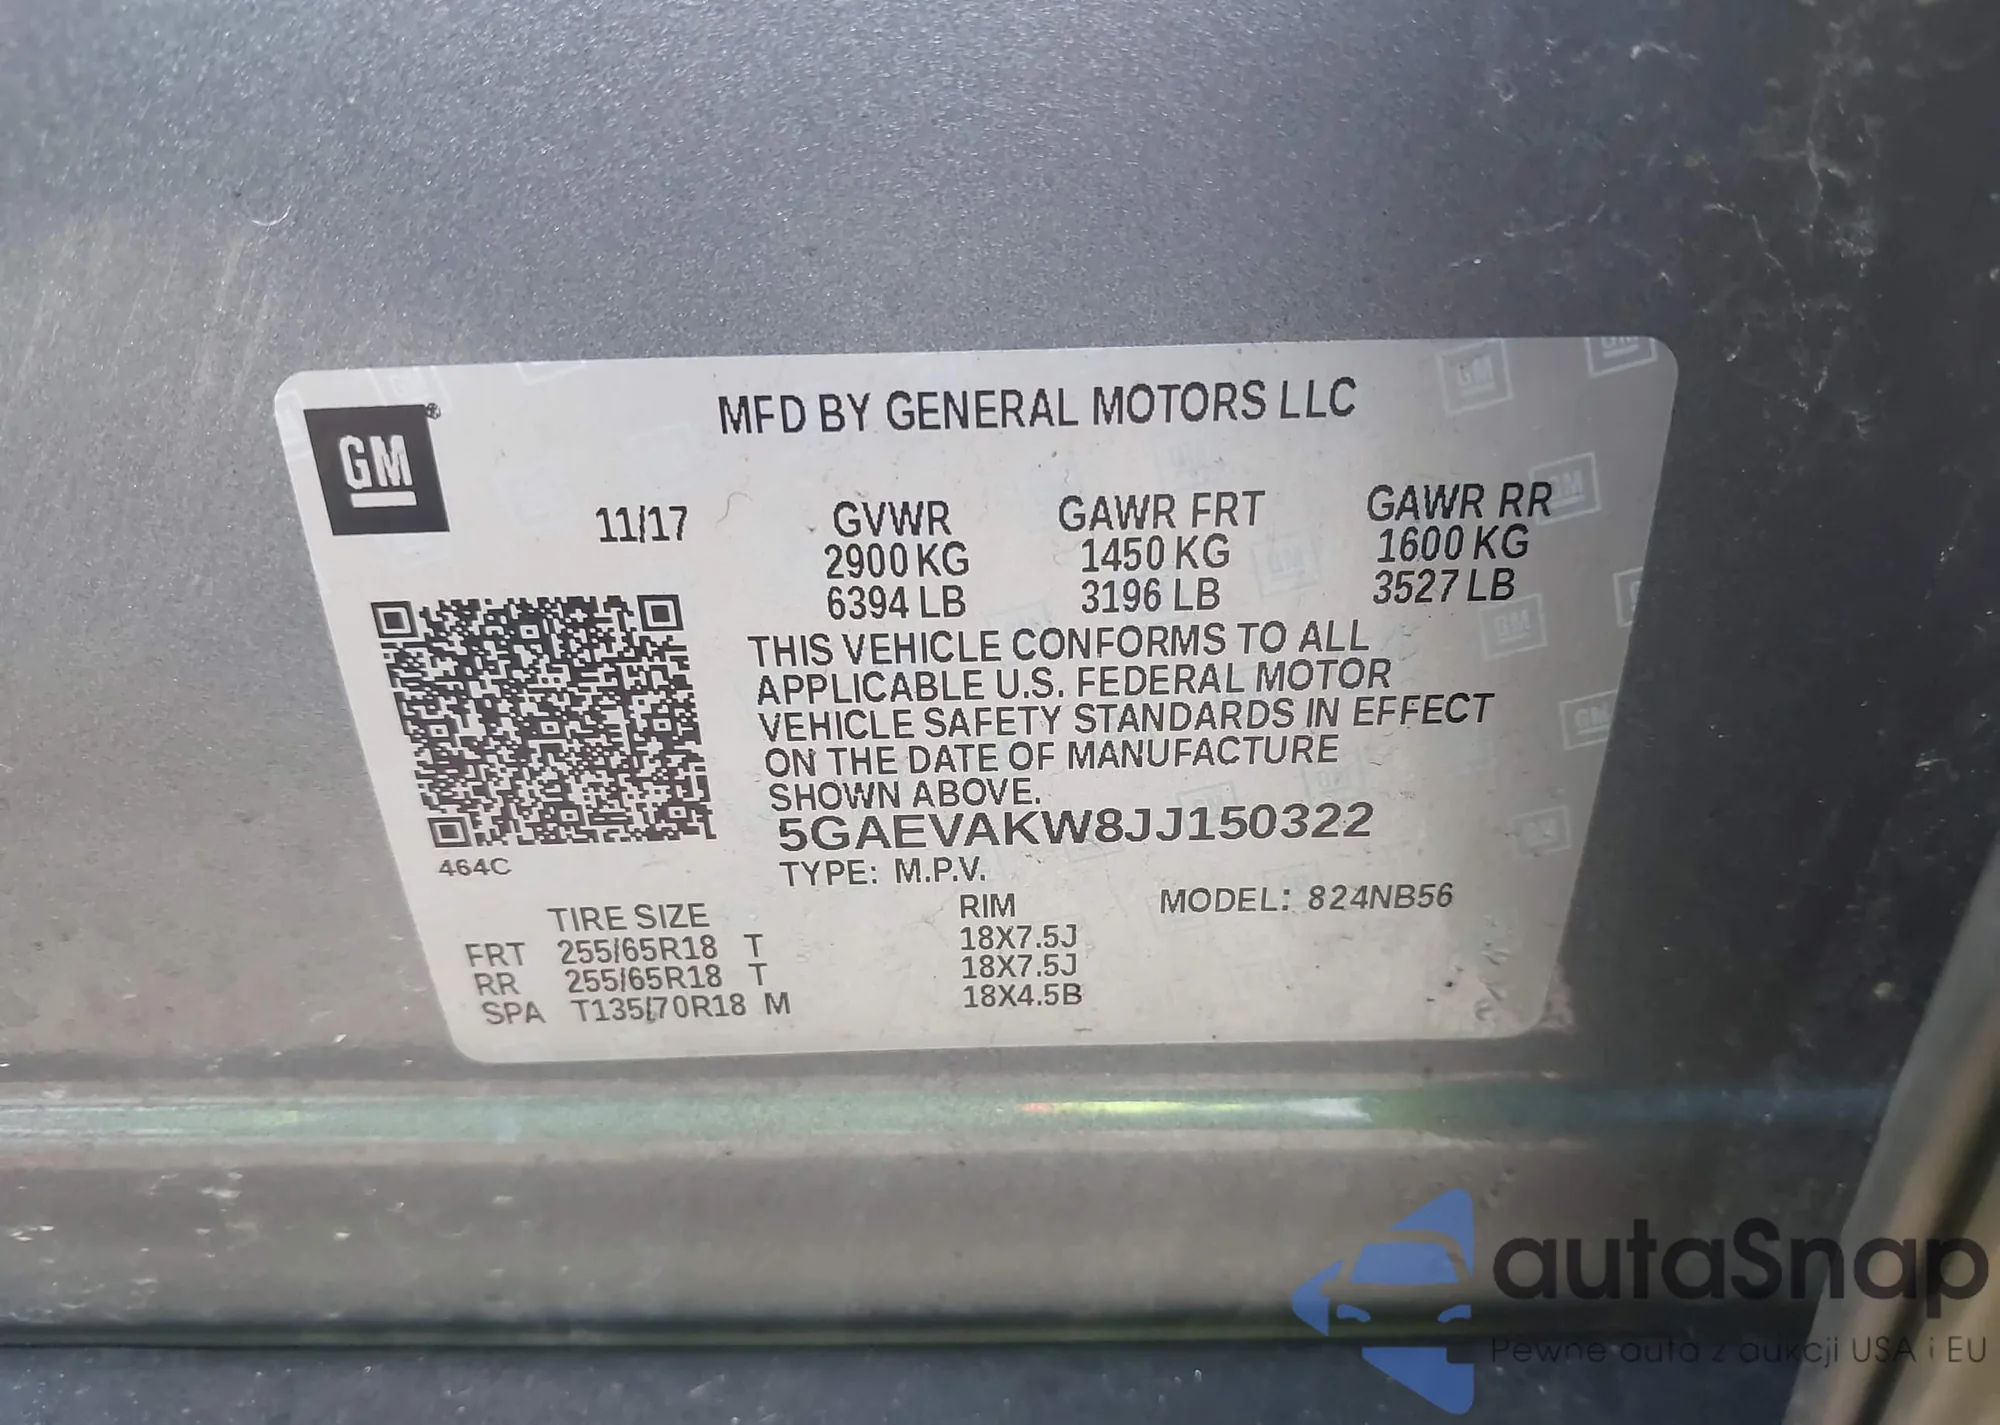 GM®
MFD BY GENERAL MOTORS LLC
11/17
GVWR GAWR FRT GAWR RR
2900 KG 1450 KG 1600 KG
6394 LB 3196 LB 3527 LB
THIS VEHICLE CONFORMS TO ALL
APPLICABLE U.S. FEDERAL MOTOR
VEHICLE SAFETY STANDARDS IN EFFECT
ON THE DATE OF MANUFACTURE
SHOWN ABOVE.
5GAEVAKW8JJ150322
464C
TYPE: M.P.V.
MODEL: 824NB56
TIRE SIZE RIM
FRT 255/65R18 T 18X7.5J
RR 255/65R18 T 18X7.5J
SPA T135/70R18 M 18X4.5B
autaSnap
Pewne auta z aukcji USA i EU